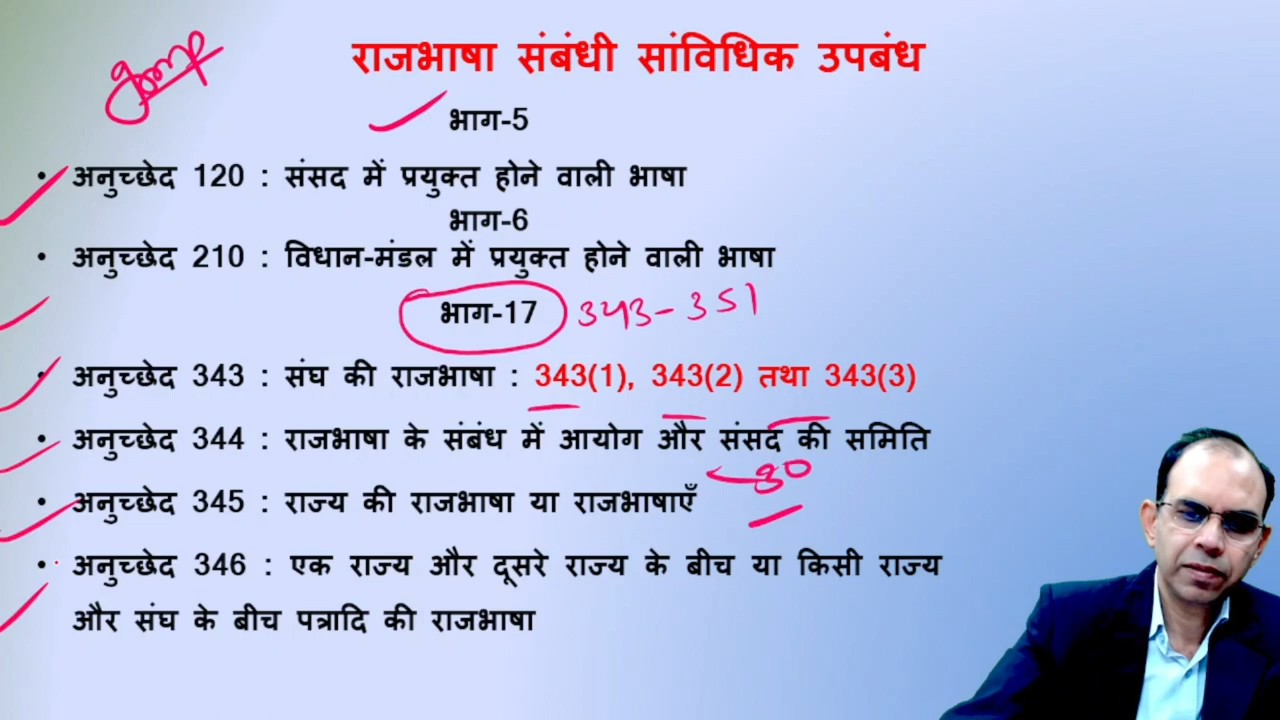 राजभाषा संबंधी सांविधिक उपबंध
भाग-5
• अनुच्छेद 120 : संसद में प्रयुक्त होने वाली भाषा
भाग-6
• अनुच्छेद 210 : विधान-मंडल में प्रयुक्त होने वाली भाषा
भाग-17 343-351
• अनुच्छेद 343 : संघ की राजभाषा : 343(1), 343(2) तथा 343(3)
• अनुच्छेद 344 : राजभाषा के संबंध में आयोग और संसद की समिति
• अनुच्छेद 345 : राज्य की राजभाषा या राजभाषाएँ
• अनुच्छेद 346 : एक राज्य और दूसरे राज्य के बीच या किसी राज्य
और संघ के बीच पत्रादि की राजभाषा